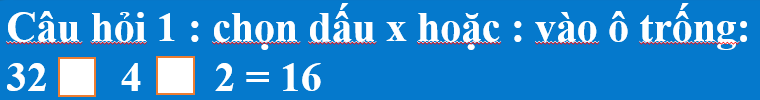 Câu hỏi 1 : chọn dấu x hoặc : vào ô trống:
32 □ 4 □ 2 = 16